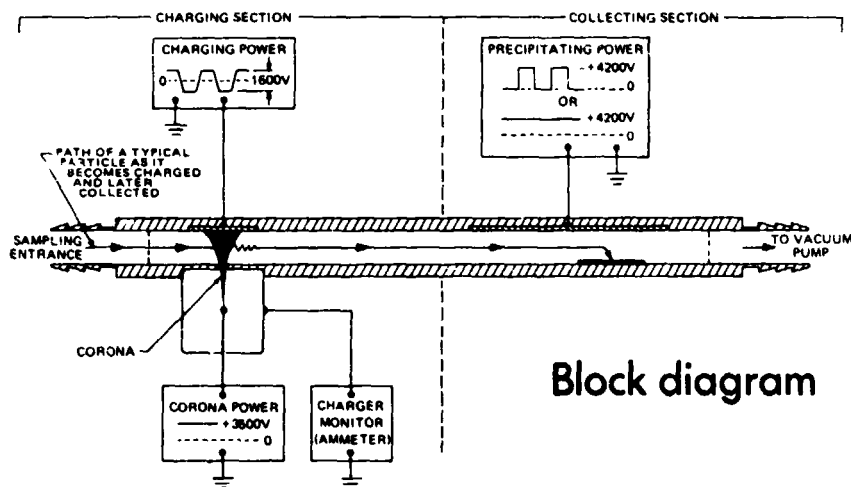 CHARGING SECTION
COLLECTING SECTION
CHARGING POWER
0
1600V
PRECIPITATING POWER
+4200V
0
OR
+4200V
0
PATH OF A TYPICAL
PARTICLE AS IT
BECOMES CHARGED
AND LATER
COLLECTED
SAMPLING
ENTRANCE
TO VACUUM
PUMP
CORONA
Block diagram
CORONA POWER
+3500V
0
CHARGER
MONITOR
(AMMETER)